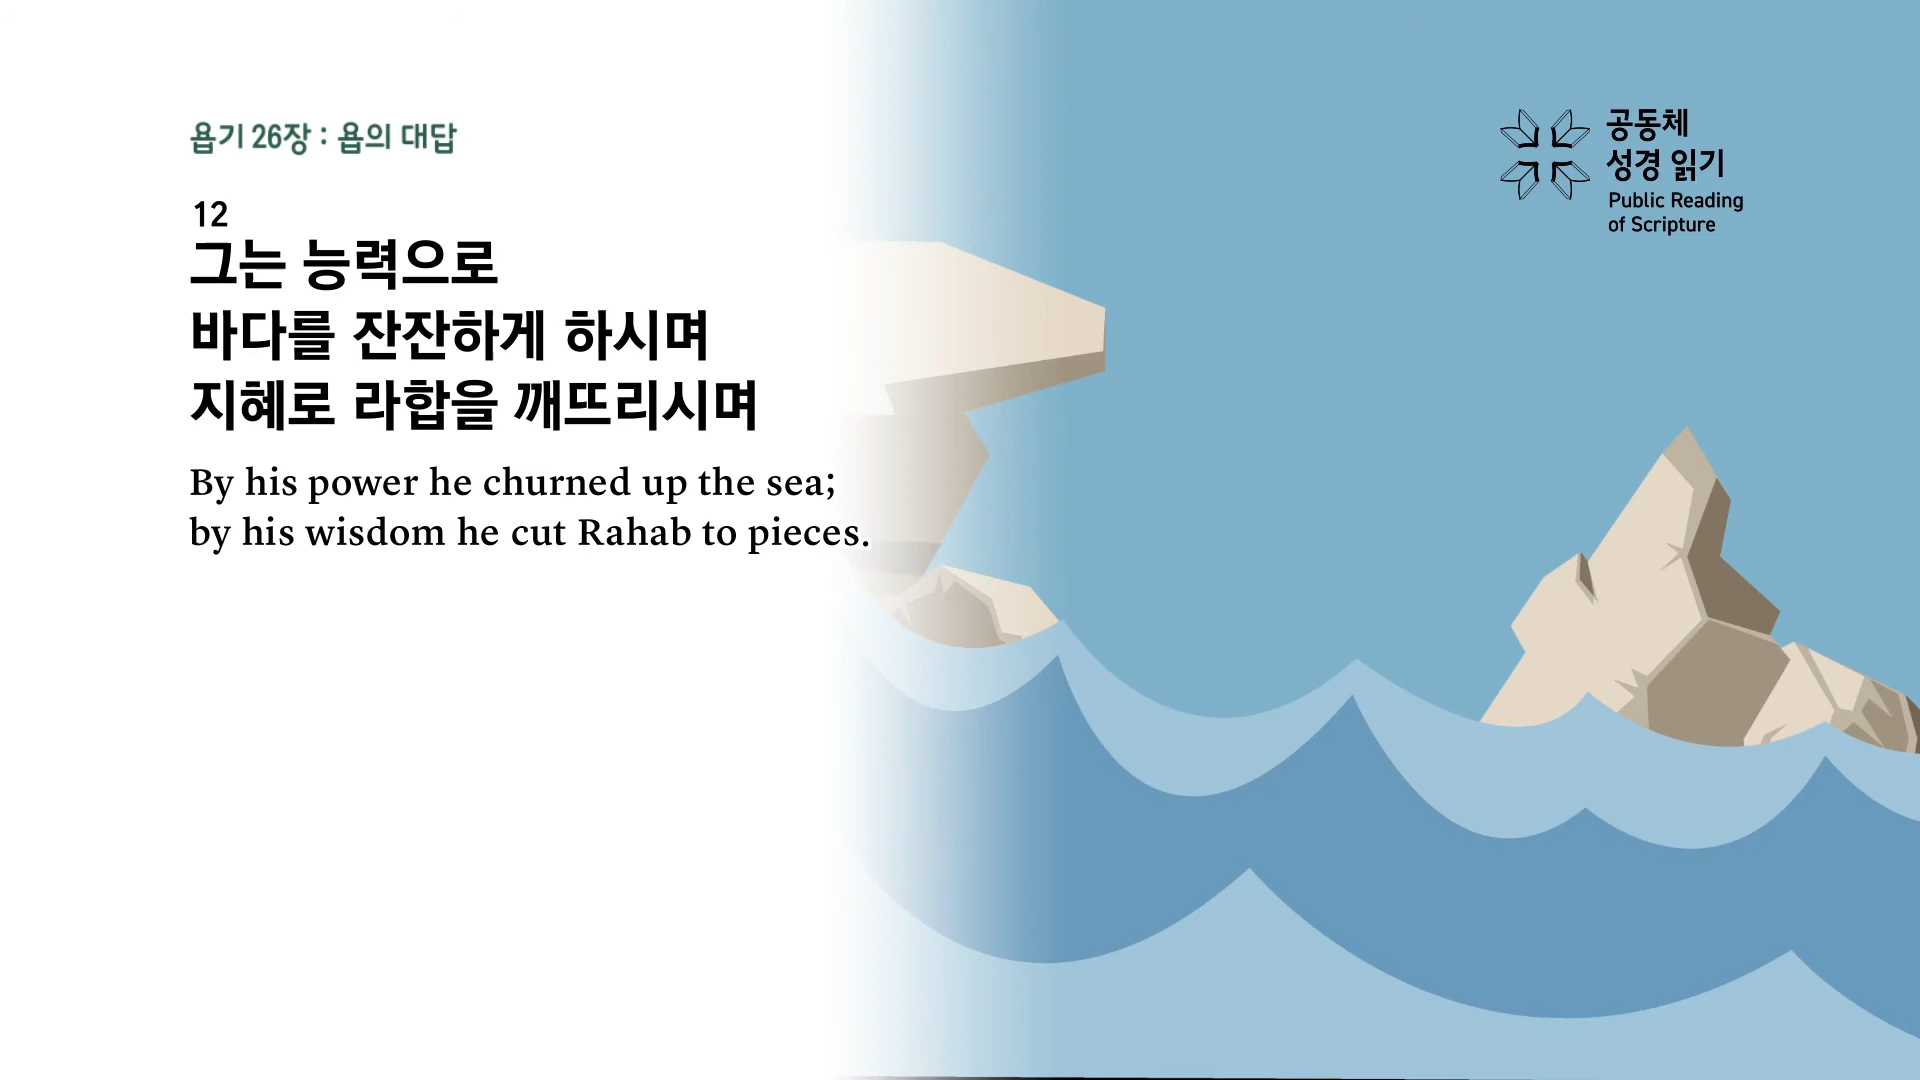 욥기 26장 : 욥의 대답
12
그는 능력으로
바다를 잔잔하게 하시며
지혜로 라합을 깨뜨리시며
By his power he churned up the sea;
by his wisdom he cut Rahab to pieces.
공동체
성경 읽기
Public Reading
of Scripture